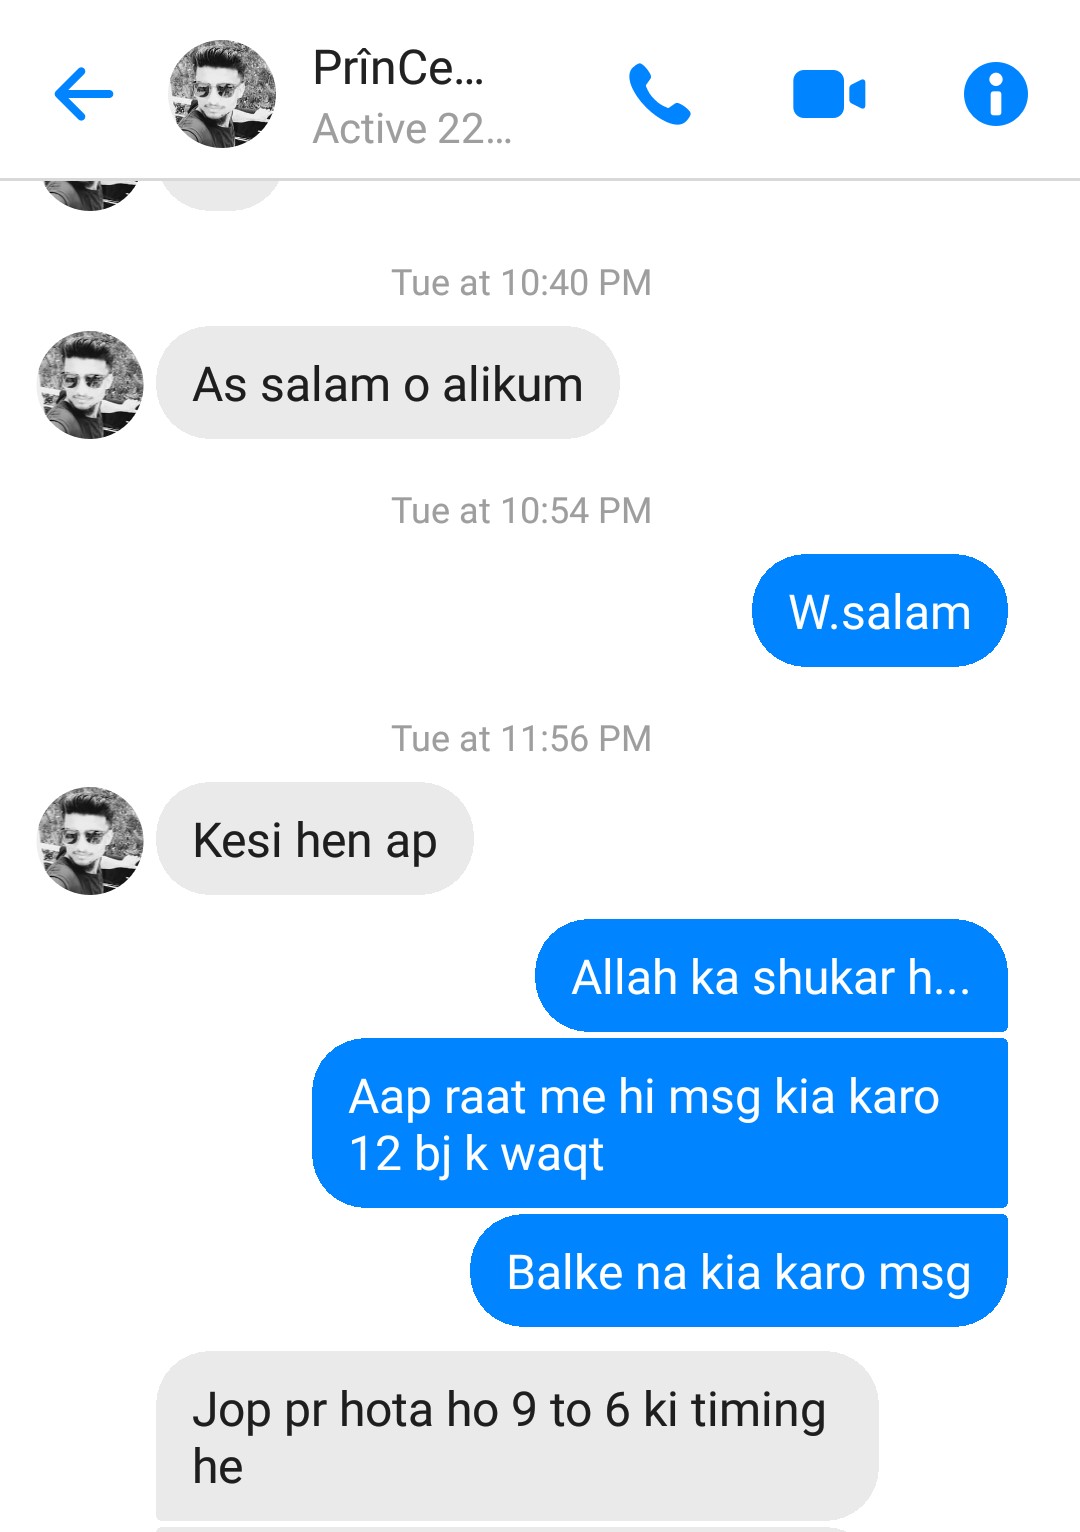 PrînCe...
Active 22...
Tue at 10:40 PM
As salam o alikum
Tue at 10:54 PM
W.salam
Tue at 11:56 PM
Kesi hen ap
Allah ka shukar h...
Aap raat me hi msg kia karo
12 bj k waqt
Balke na kia karo msg
Jop pr hota ho 9 to 6 ki timing
he